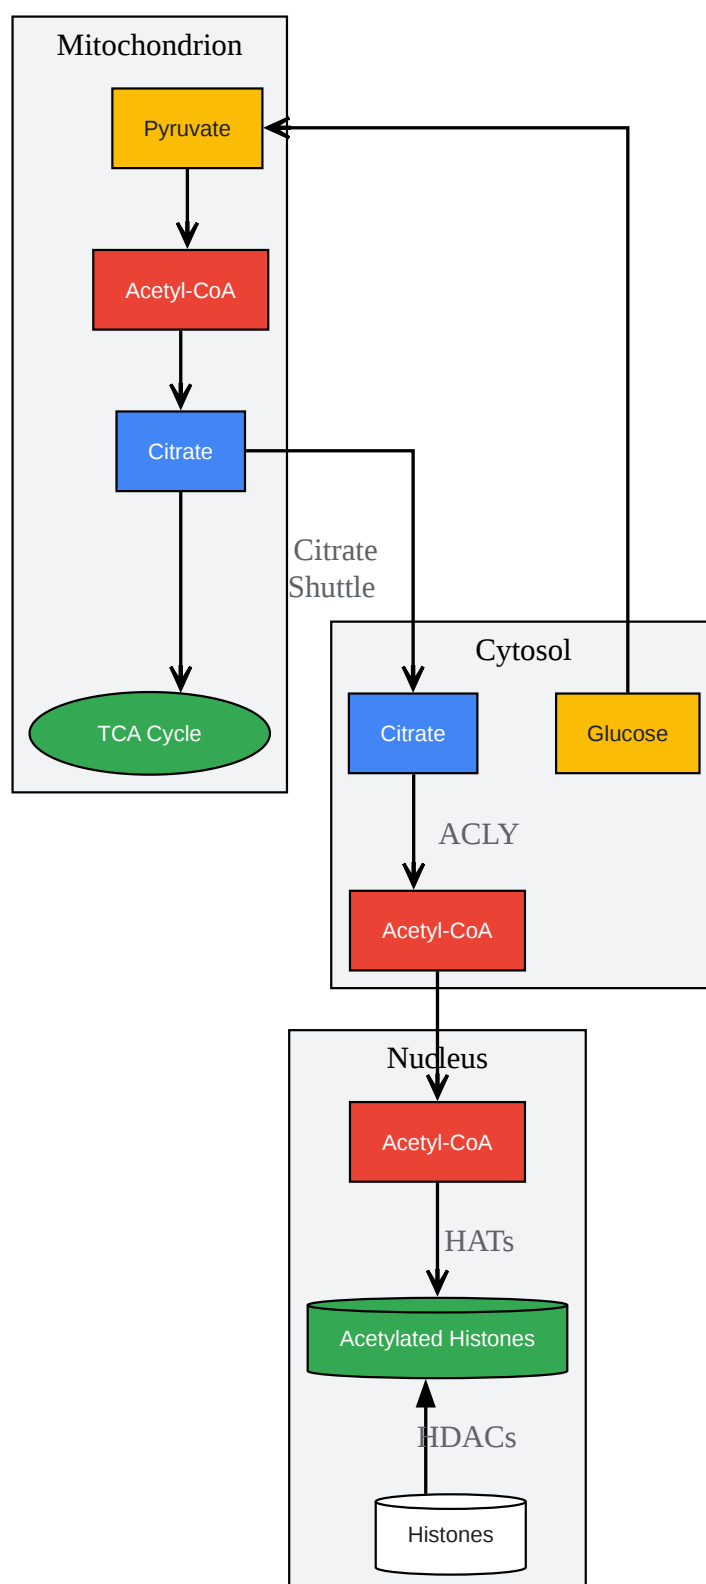 Mitochondrion
Pyruvate
Acetyl-CoA
Citrate
Citrate
Shuttle
TCA Cycle
Cytosol
Citrate
Glucose
ACLY
Acetyl-CoA
Nucleus
Acetyl-CoA
HATs
Acetylated Histones
HDACs
Histones